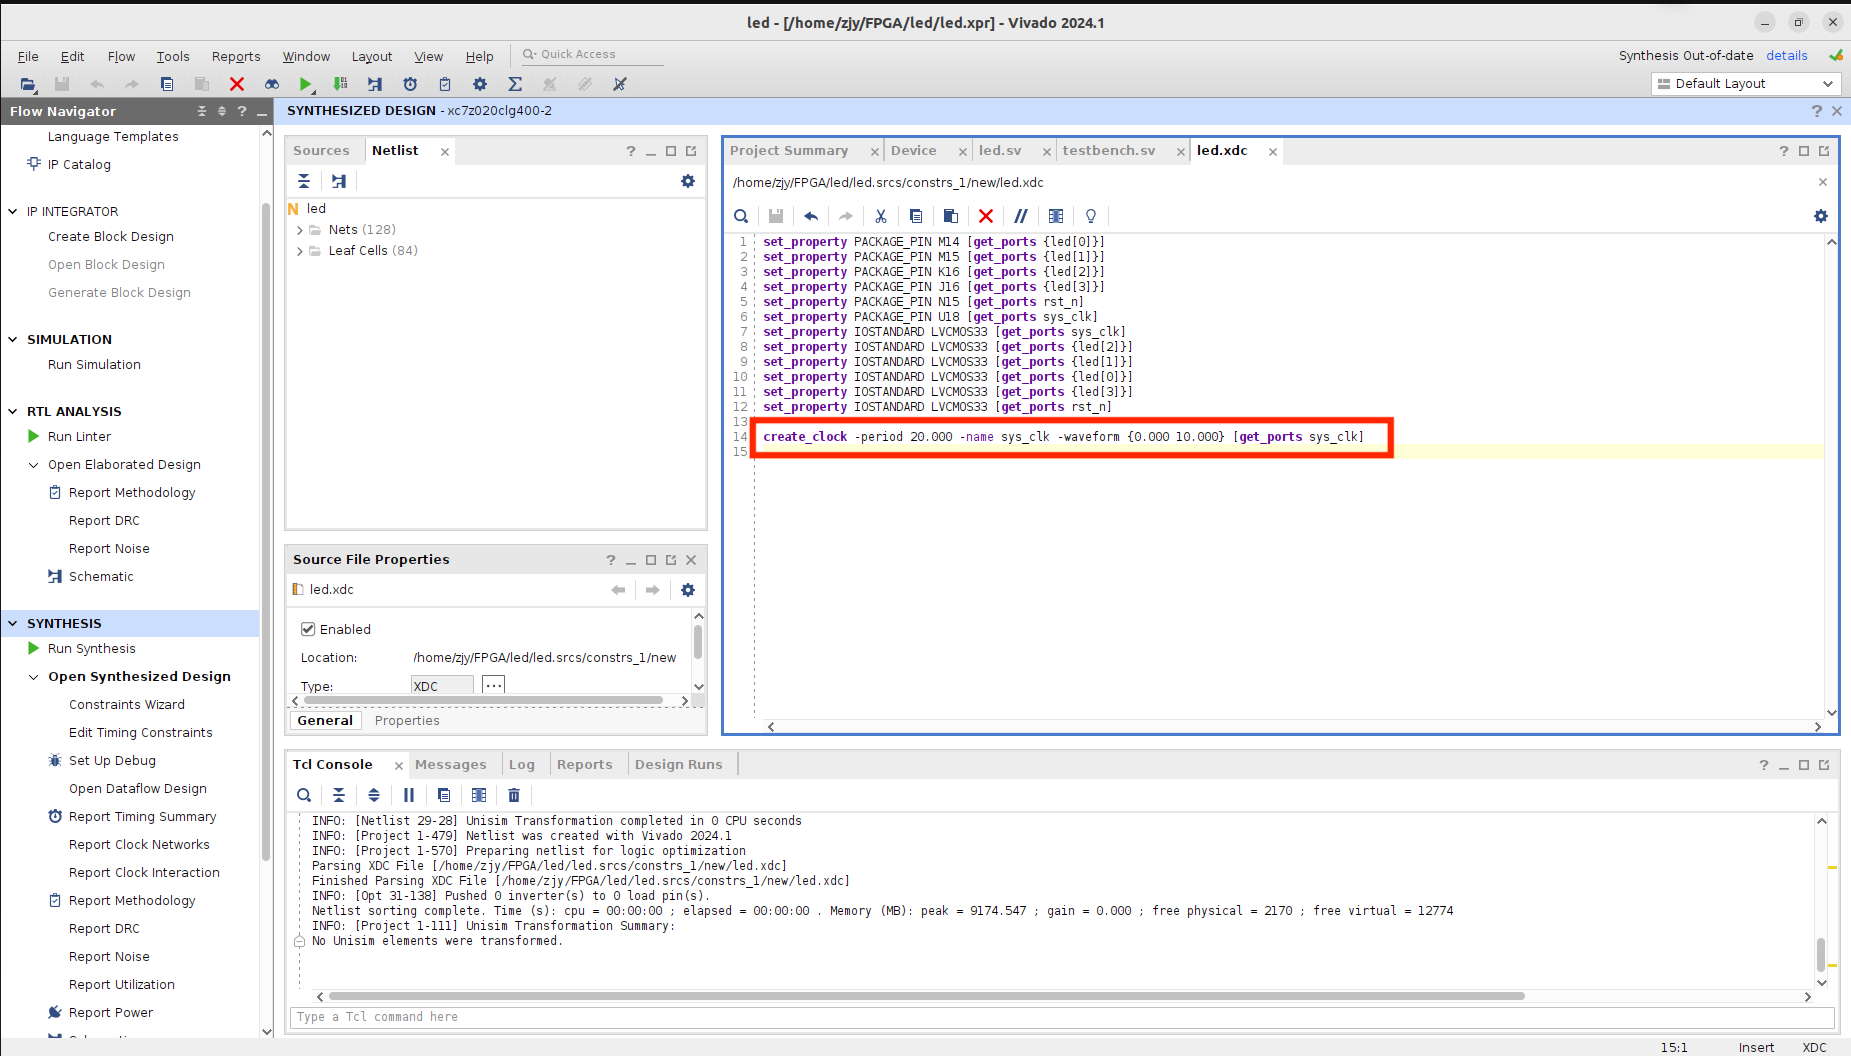 led - [/home/zjy/FPGA/led/led.xpr] - Vivado 2024.1
File Edit Flow Tools Reports Window Layout View Help Quick Access
Synthesis Out-of-date details
Default Layout
Flow Navigator
SYNTHESIZED DESIGN - xc7z020clg400-2
Language Templates
IP Catalog
IP INTEGRATOR
Create Block Design
Open Block Design
Generate Block Design
SIMULATION
Run Simulation
RTL ANALYSIS
Run Linter
Open Elaborated Design
Report Methodology
Report DRC
Report Noise
Schematic
SYNTHESIS
Run Synthesis
Open Synthesized Design
Constraints Wizard
Edit Timing Constraints
Set Up Debug
Open Dataflow Design
Report Timing Summary
Report Clock Networks
Report Clock Interaction
Report Methodology
Report DRC
Report Noise
Report Utilization
Report Power
Sources Netlist
N led
Nets (128)
Leaf Cells (84)
Source File Properties
led.xdc
Enabled
Location: /home/zjy/FPGA/led/led.srcs/constrs_1/new
Type: XDC ...
General Properties
Project Summary Device led.sv testbench.sv led.xdc
/home/zjy/FPGA/led/led.srcs/constrs_1/new/led.xdc
1 set_property PACKAGE_PIN M14 [get_ports {led[0]}]
2 set_property PACKAGE_PIN M15 [get_ports {led[1]}]
3 set_property PACKAGE_PIN K16 [get_ports {led[2]}]
4 set_property PACKAGE_PIN J16 [get_ports {led[3]}]
5 set_property PACKAGE_PIN N15 [get_ports rst_n]
6 set_property PACKAGE_PIN U18 [get_ports sys_clk]
7 set_property IOSTANDARD LVCMOS33 [get_ports sys_clk]
8 set_property IOSTANDARD LVCMOS33 [get_ports {led[2]}]
9 set_property IOSTANDARD LVCMOS33 [get_ports {led[1]}]
10 set_property IOSTANDARD LVCMOS33 [get_ports {led[0]}]
11 set_property IOSTANDARD LVCMOS33 [get_ports {led[3]}]
12 set_property IOSTANDARD LVCMOS33 [get_ports rst_n]
13
14 create_clock -period 20.000 -name sys_clk -waveform {0.000 10.000} [get_ports sys_clk]
15
Tcl Console Messages Log Reports Design Runs
INFO: [Netlist 29-28] Unisim Transformation completed in 0 CPU seconds
INFO: [Project 1-479] Netlist was created with Vivado 2024.1
INFO: [Project 1-570] Preparing netlist for logic optimization
Parsing XDC File [/home/zjy/FPGA/led/led.srcs/constrs_1/new/led.xdc]
Finished Parsing XDC File [/home/zjy/FPGA/led/led.srcs/constrs_1/new/led.xdc]
INFO: [Opt 31-138] Pushed 0 inverter(s) to 0 load pin(s).
Netlist sorting complete. Time (s): cpu = 00:00:00 ; elapsed = 00:00:00 . Memory (MB): peak = 9174.547 ; gain = 0.000 ; free physical = 2170 ; free virtual = 12774
INFO: [Project 1-111] Unisim Transformation Summary:
No Unisim elements were transformed.
Type a Tcl command here
15:1 Insert XDC